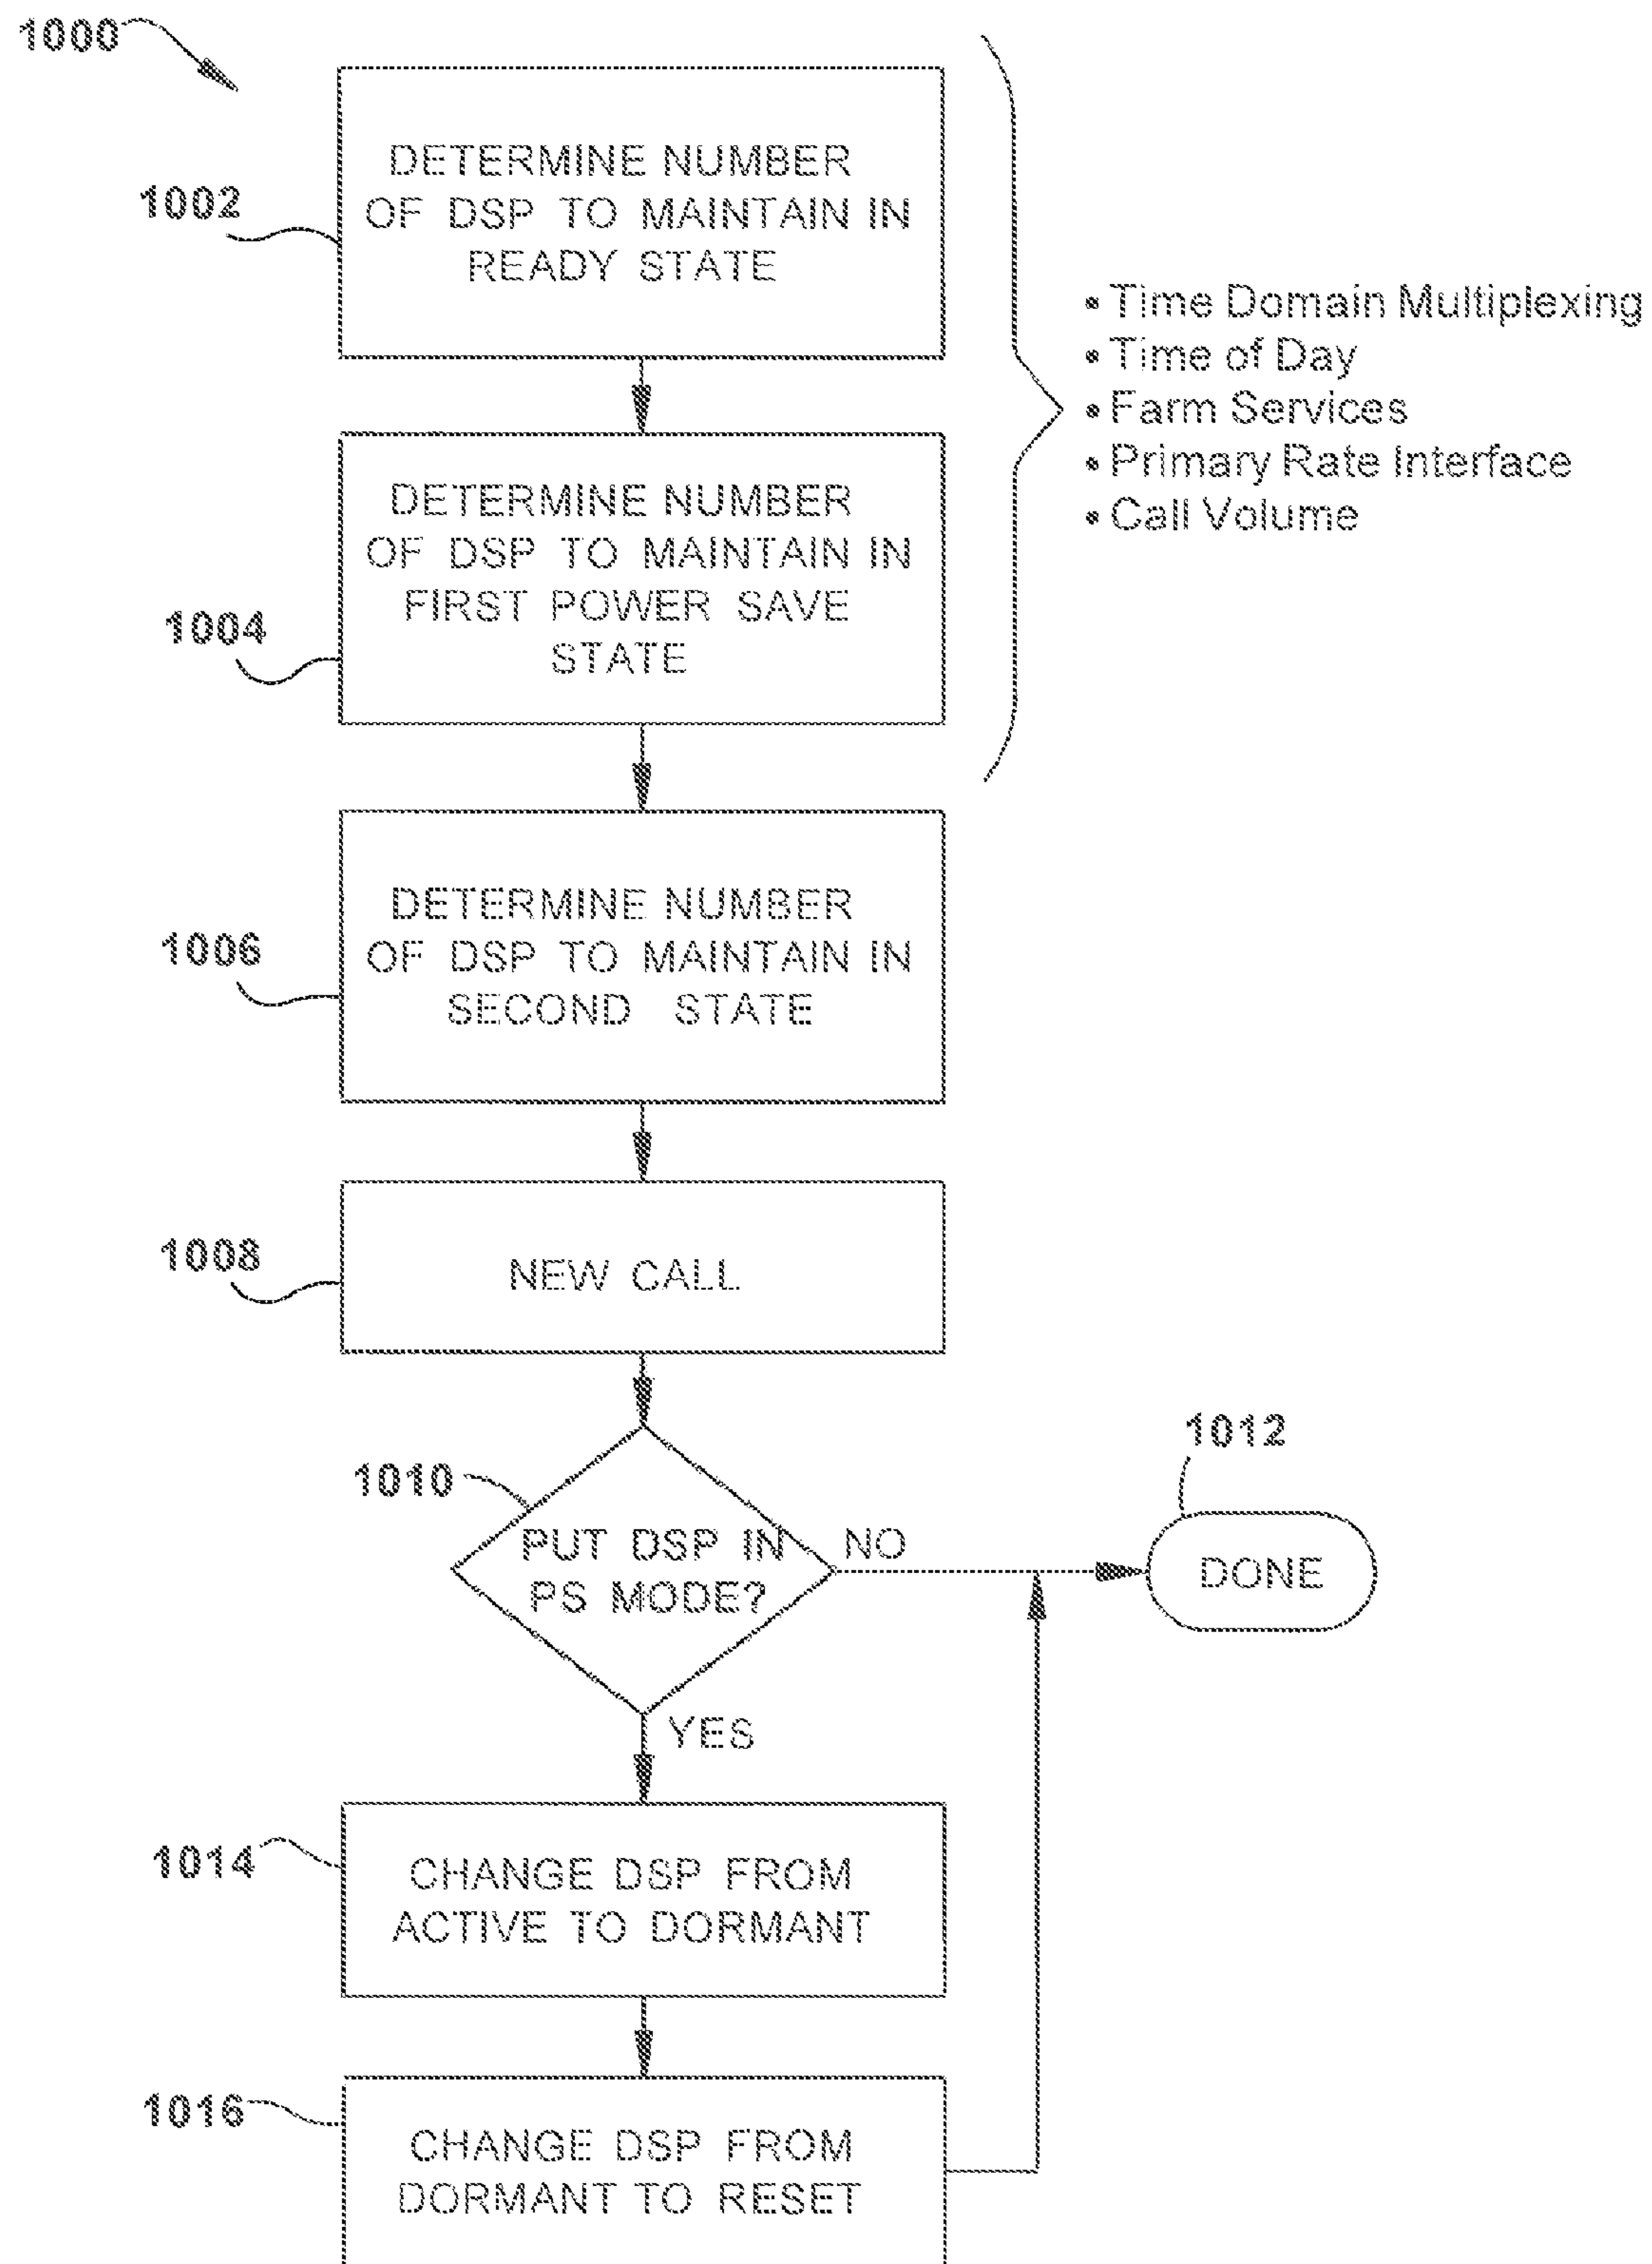 1000
DETERMINE NUMBER
OF DSP TO MAINTAIN IN
READY STATE
1002
• Time Domain Multiplexing
• Time of Day
• Farm Services
• Primary Rate Interface
• Call Volume
DETERMINE NUMBER
OF DSP TO MAINTAIN IN
FIRST POWER SAVE
STATE
1004
DETERMINE NUMBER
OF DSP TO MAINTAIN IN
SECOND STATE
1006
NEW CALL
1008
1010
PUT DSP IN
PS MODE?
NO
1012
DONE
YES
1014
CHANGE DSP FROM
ACTIVE TO DORMANT
1016
CHANGE DSP FROM
DORMANT TO RESET